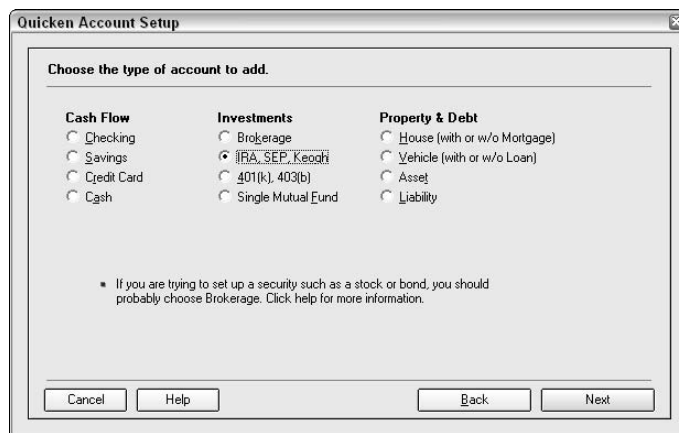 Quicken Account Setup
Choose the type of account to add.
Cash Flow
Checking
Savings
Credit Card
Cash
Investments
Brokerage
IRA, SEP, Keogh
401(k), 403(b)
Single Mutual Fund
Property & Debt
House (with or w/o Mortgage)
Vehicle (with or w/o Loan)
Asset
Liability
If you are trying to set up a security such as a stock or bond, you should
probably choose Brokerage. Click help for more information.
Cancel
Help
Back
Next